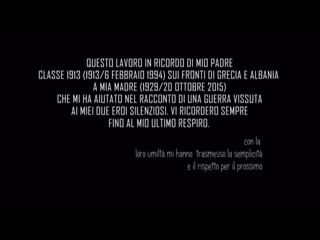 QUESTO LAVORO IN RICORDO DI MIO PADRE
CLASSE 1913 (1913/6 FEBBRAIO 1994) SUI FRONTI DI GRECIA E ALBANIA
A MIA MADRE (1929/20 OTTOBRE 2015)
CHE MI HA AIUTATO NEL RACCONTO DI UNA GUERRA VISSUTA
AI MIEI DUE EROI SILENZIOSI. VI RICORDERO SEMPRE
FINO AL MIO ULTIMO RESPIRO.
con la
loro umiltà mi hanno trasmesso la semplicità
e il rispetto per il prossimo